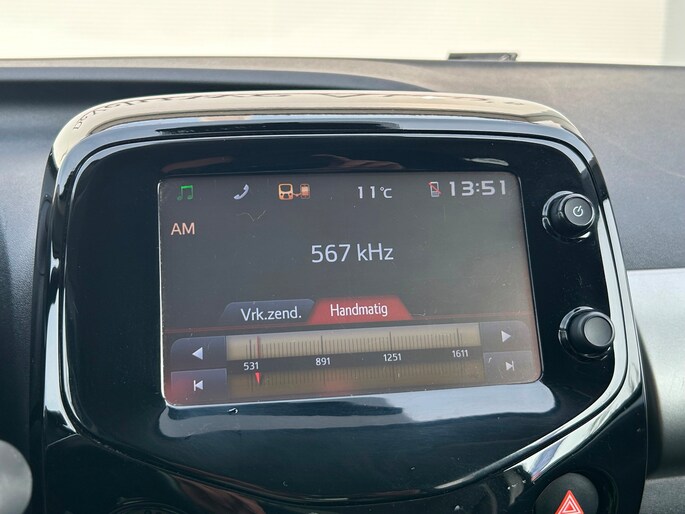 11°C
13:51
AM
567 kHz
Vrk.zend.
Handmatig
531 891 1251 1611